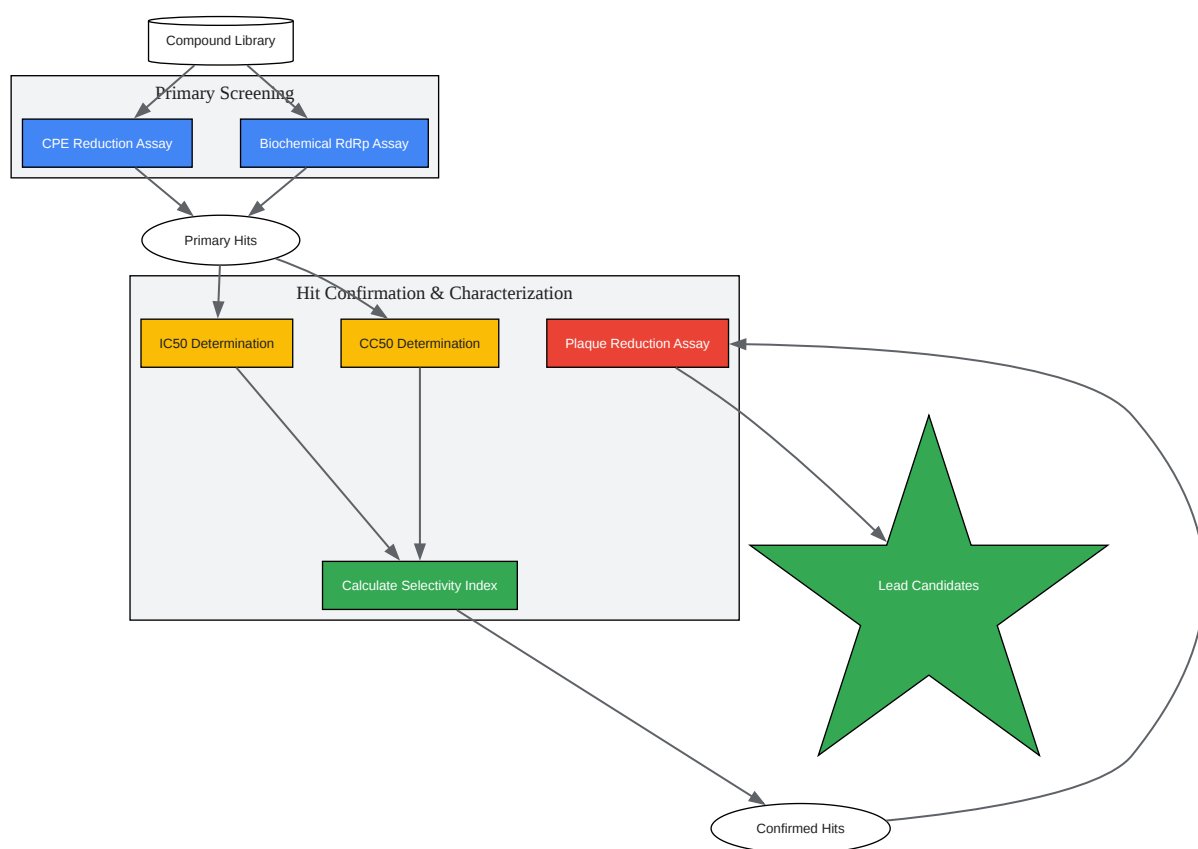 Compound Library
Primary Screening
CPE Reduction Assay
Biochemical RdRp Assay
Primary Hits
Hit Confirmation & Characterization
IC50 Determination
CC50 Determination
Plaque Reduction Assay
Calculate Selectivity Index
Lead Candidates
Confirmed Hits